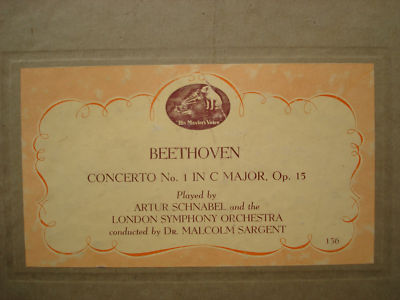 His Master's Voice
BEETHOVEN
CONCERTO No. 1 IN C MAJOR, Op. 15
Played by
ARTUR SCHNABEL and the
LONDON SYMPHONY ORCHESTRA
conducted by DR. MALCOLM SARGENT
156